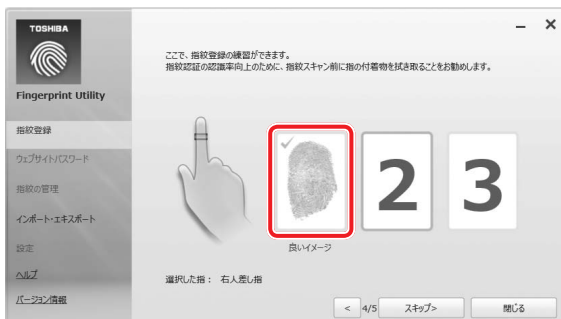 TOSHIBA
Fingerprint Utility
指紋登録
ウェブサイトパスワード
指紋の管理
インポート・エキスポート
設定
ヘルプ
バージョン情報
ここで、指紋登録の練習ができます。
指紋認証の認識率向上のために、指紋スキャン前に指の付着物を拭き取ることをお勧めします。
2
3
良いイメージ
選択した指： 右人差し指
< 4/5 スキップ> 閉じる